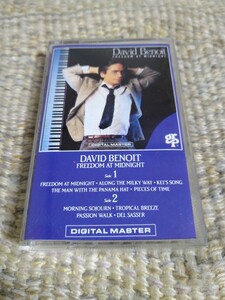 David Benoit
FREEDOM AT MIDNIGHT
DIGITAL MASTER
GRP
DAVID BENOIT
FREEDOM AT MIDNIGHT
Side 1
FREEDOM AT MIDNIGHT • ALONG THE MILKY WAY • KEI'S SONG
THE MAN WITH THE PANAMA HAT • PIECES OF TIME
Side 2
MORNING SOJOURN • TROPICAL BREEZE
PASSION WALK • DEL SASSER
DIGITAL MASTER